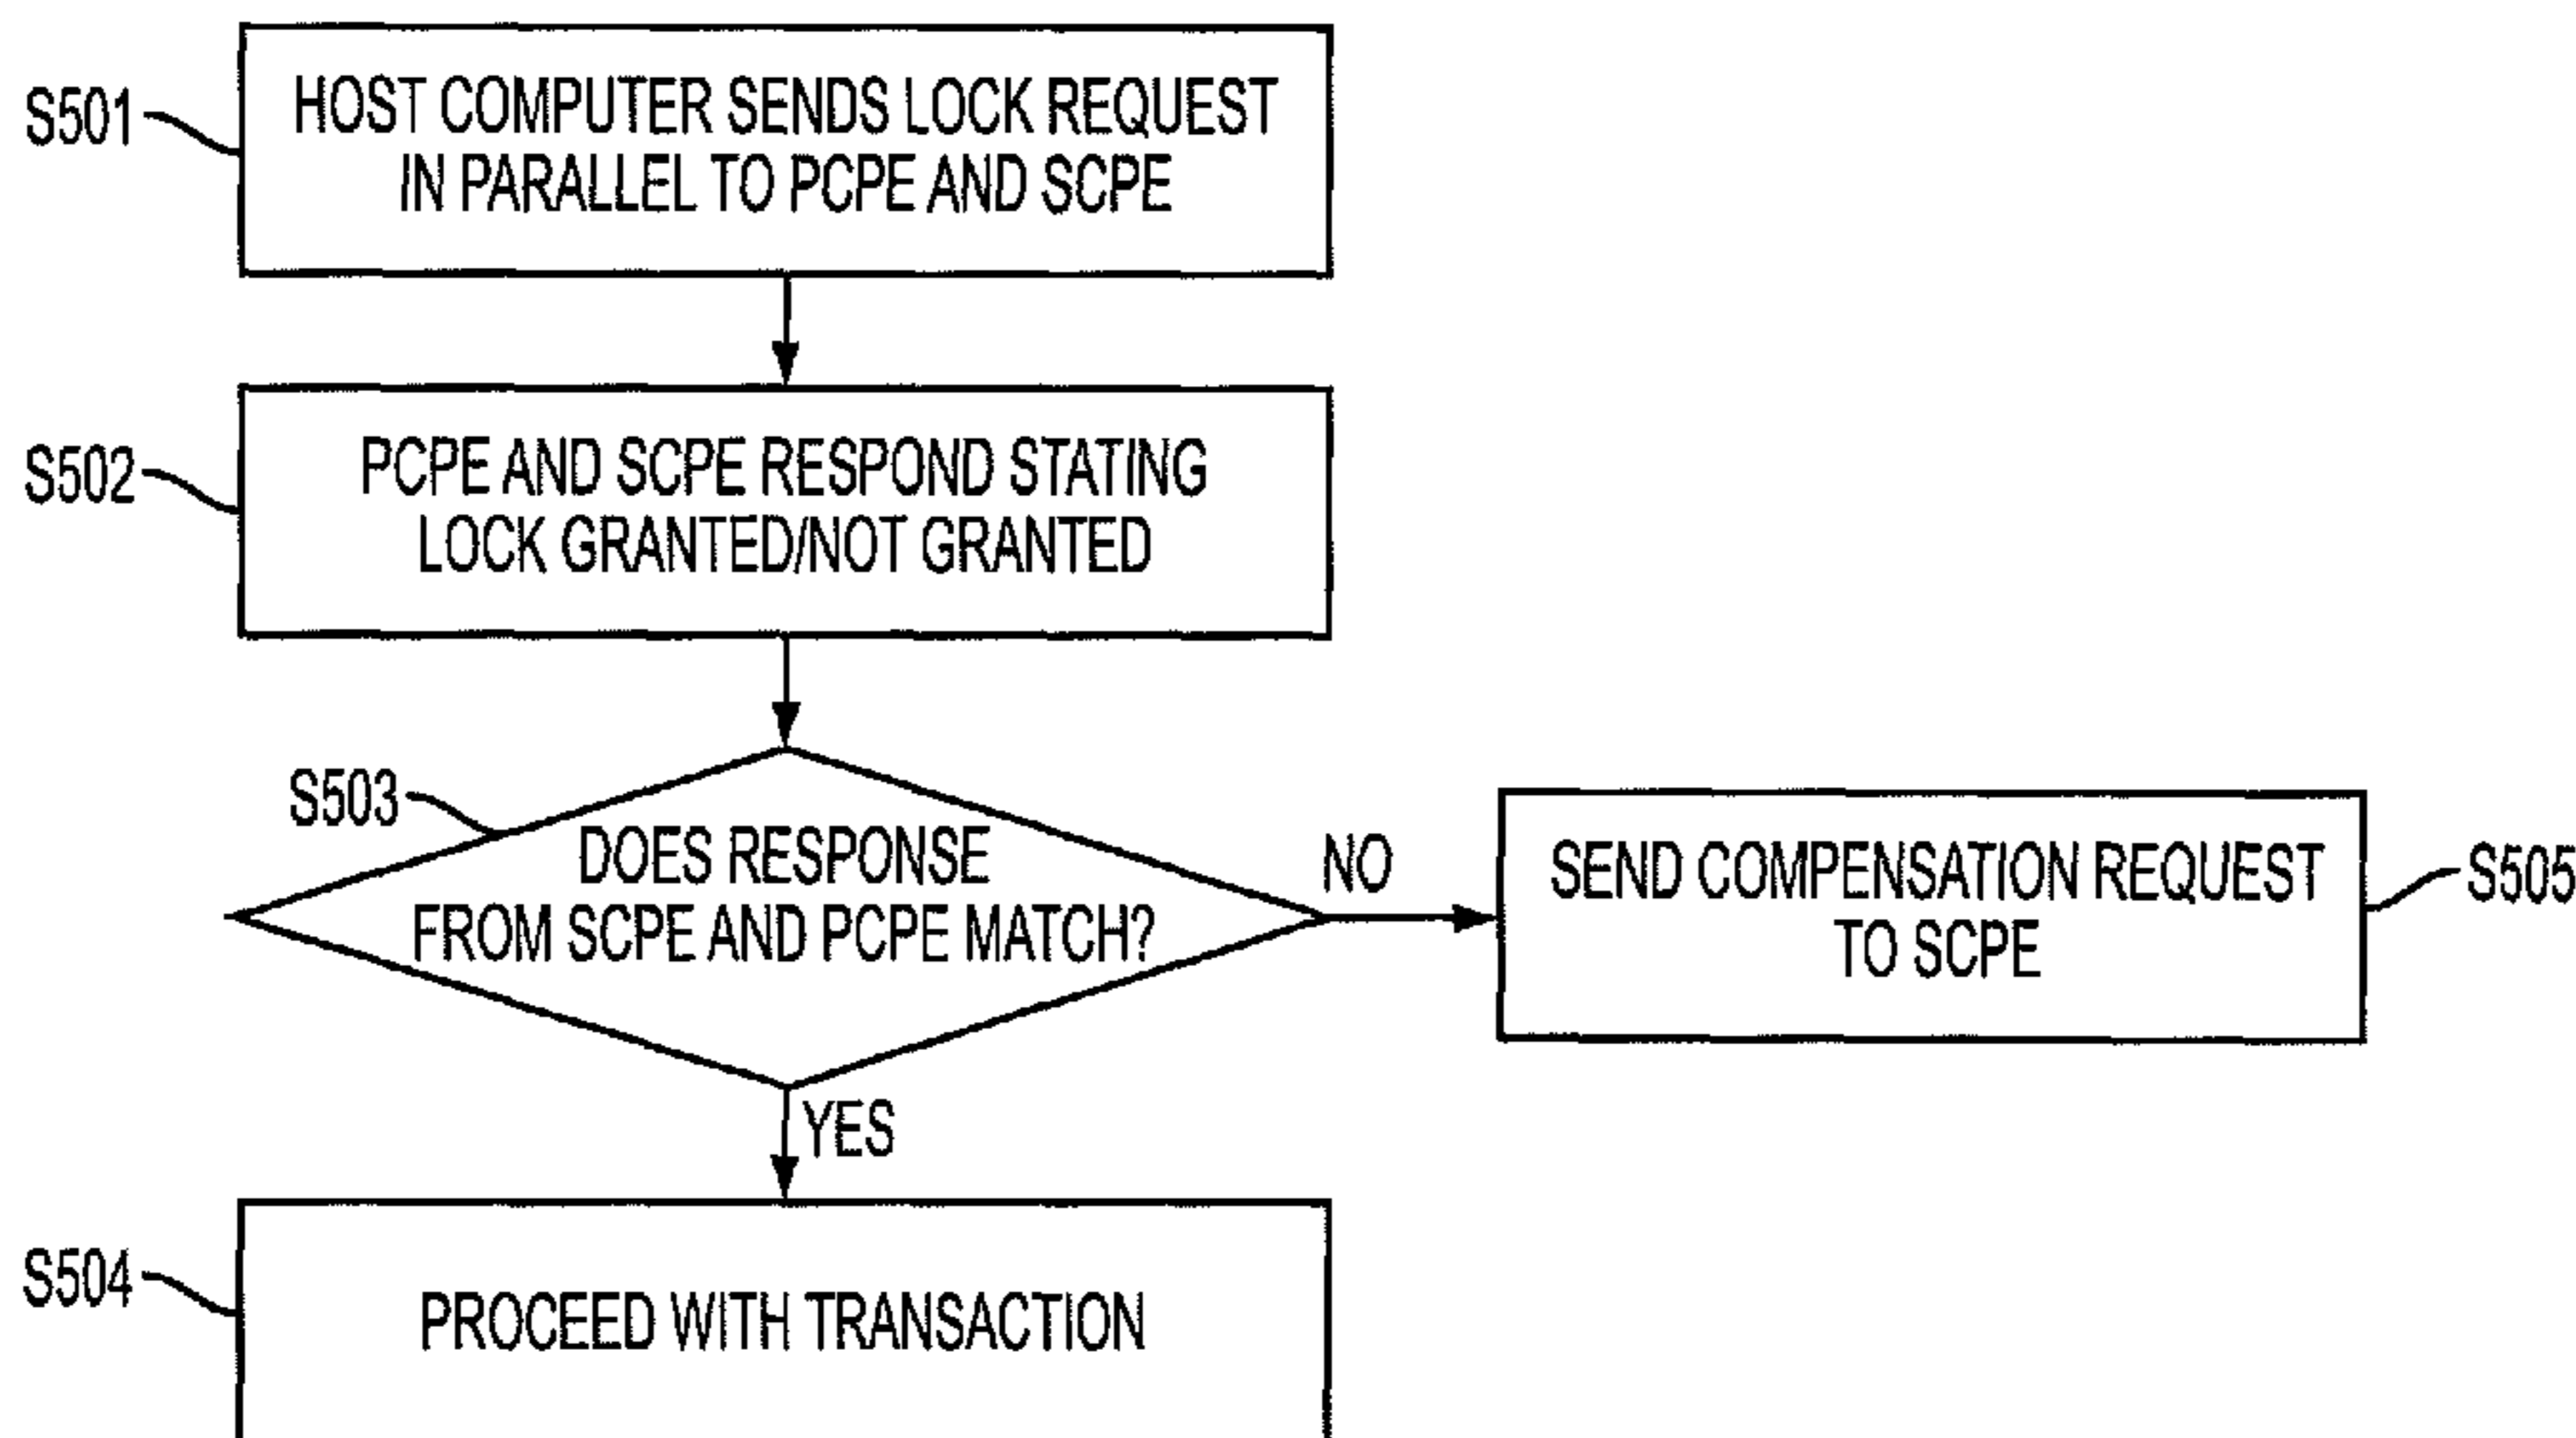 S501
HOST COMPUTER SENDS LOCK REQUEST
IN PARALLEL TO PCPE AND SCPE
S502
PCPE AND SCPE RESPOND STATING
LOCK GRANTED/NOT GRANTED
S503
DOES RESPONSE
FROM SCPE AND PCPE MATCH?
NO
SEND COMPENSATION REQUEST
TO SCPE
S505
YES
S504
PROCEED WITH TRANSACTION